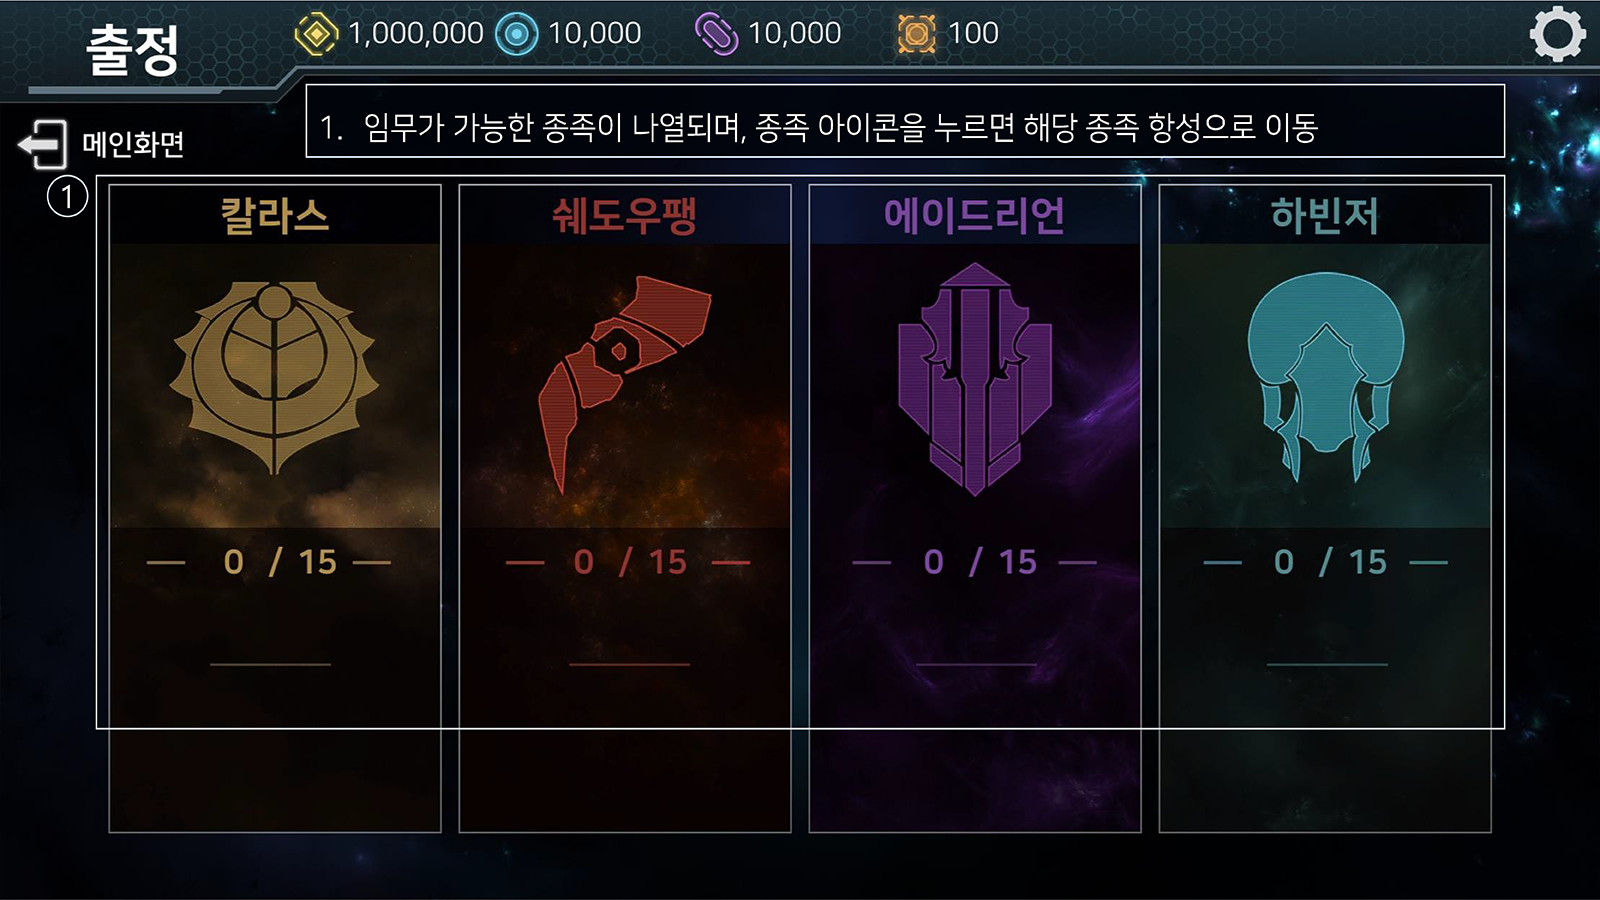 출정
1,000,000 10,000 10,000 100
메인화면
1. 임무가 가능한 종족이 나열되며, 종족 아이콘을 누르면 해당 종족 항성으로 이동
①
칼라스 쉐도우팽 에이드리언 하빈저
0 / 15 0 / 15 0 / 15 0 / 15